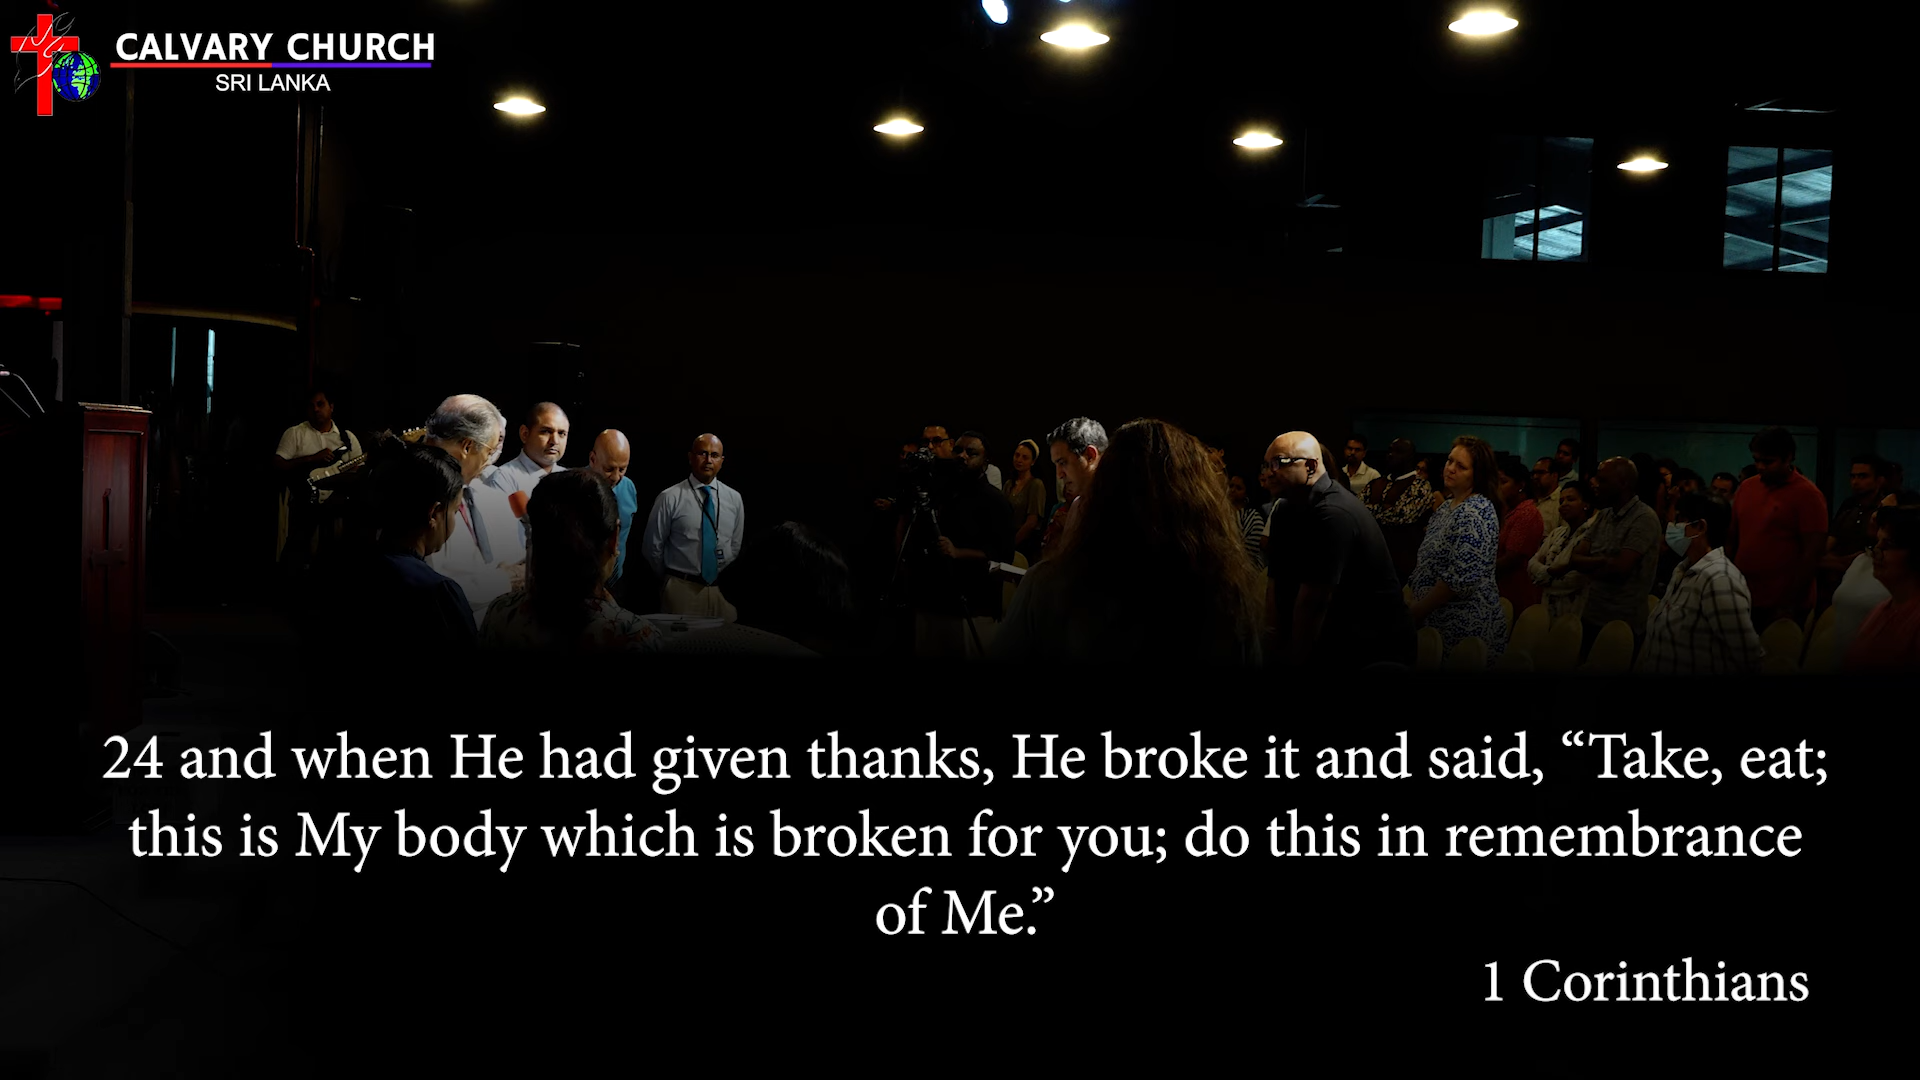 CALVARY CHURCH
SRI LANKA
24 and when He had given thanks, He broke it and said, “Take, eat;
this is My body which is broken for you; do this in remembrance
of Me.”
1 Corinthians